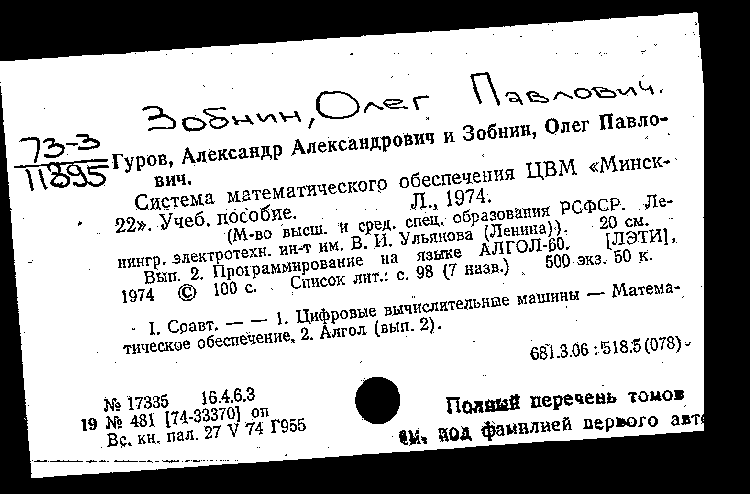 Зобнин, Олег Павлович.
73-3
11395
Гуров, Александр Александрович и Зобнин, Олег Павло-
вич.
Система математического обеспечения ЦВМ «Минск-
22». Учеб. пособие. Л., 1974.
(М-во высш. и сред. спец. образования РСФСР. Ле-
нингр. электротехн. ин-т им. В. И. Ульянова (Ленина)).
Вып. 2. Программирование на языке АЛГОЛ-60. 20 см.
1974 © 100 с. Список лит.: с. 98 (7 назв.) 500 экз. 50 к. [ЛЭТИ],
I. Соавт. — — 1. Цифровые вычислительные машины — Матема-
тическое обеспечение. 2. Алгол (вып. 2).
681.3.06 : 518.5 (078)
№ 17335 16.4.6.3
19 № 481 [74-33370] оп
Вс. кн. пал. 27 V 74 Г955
Полный перечень томов
см. под фамилией первого авт